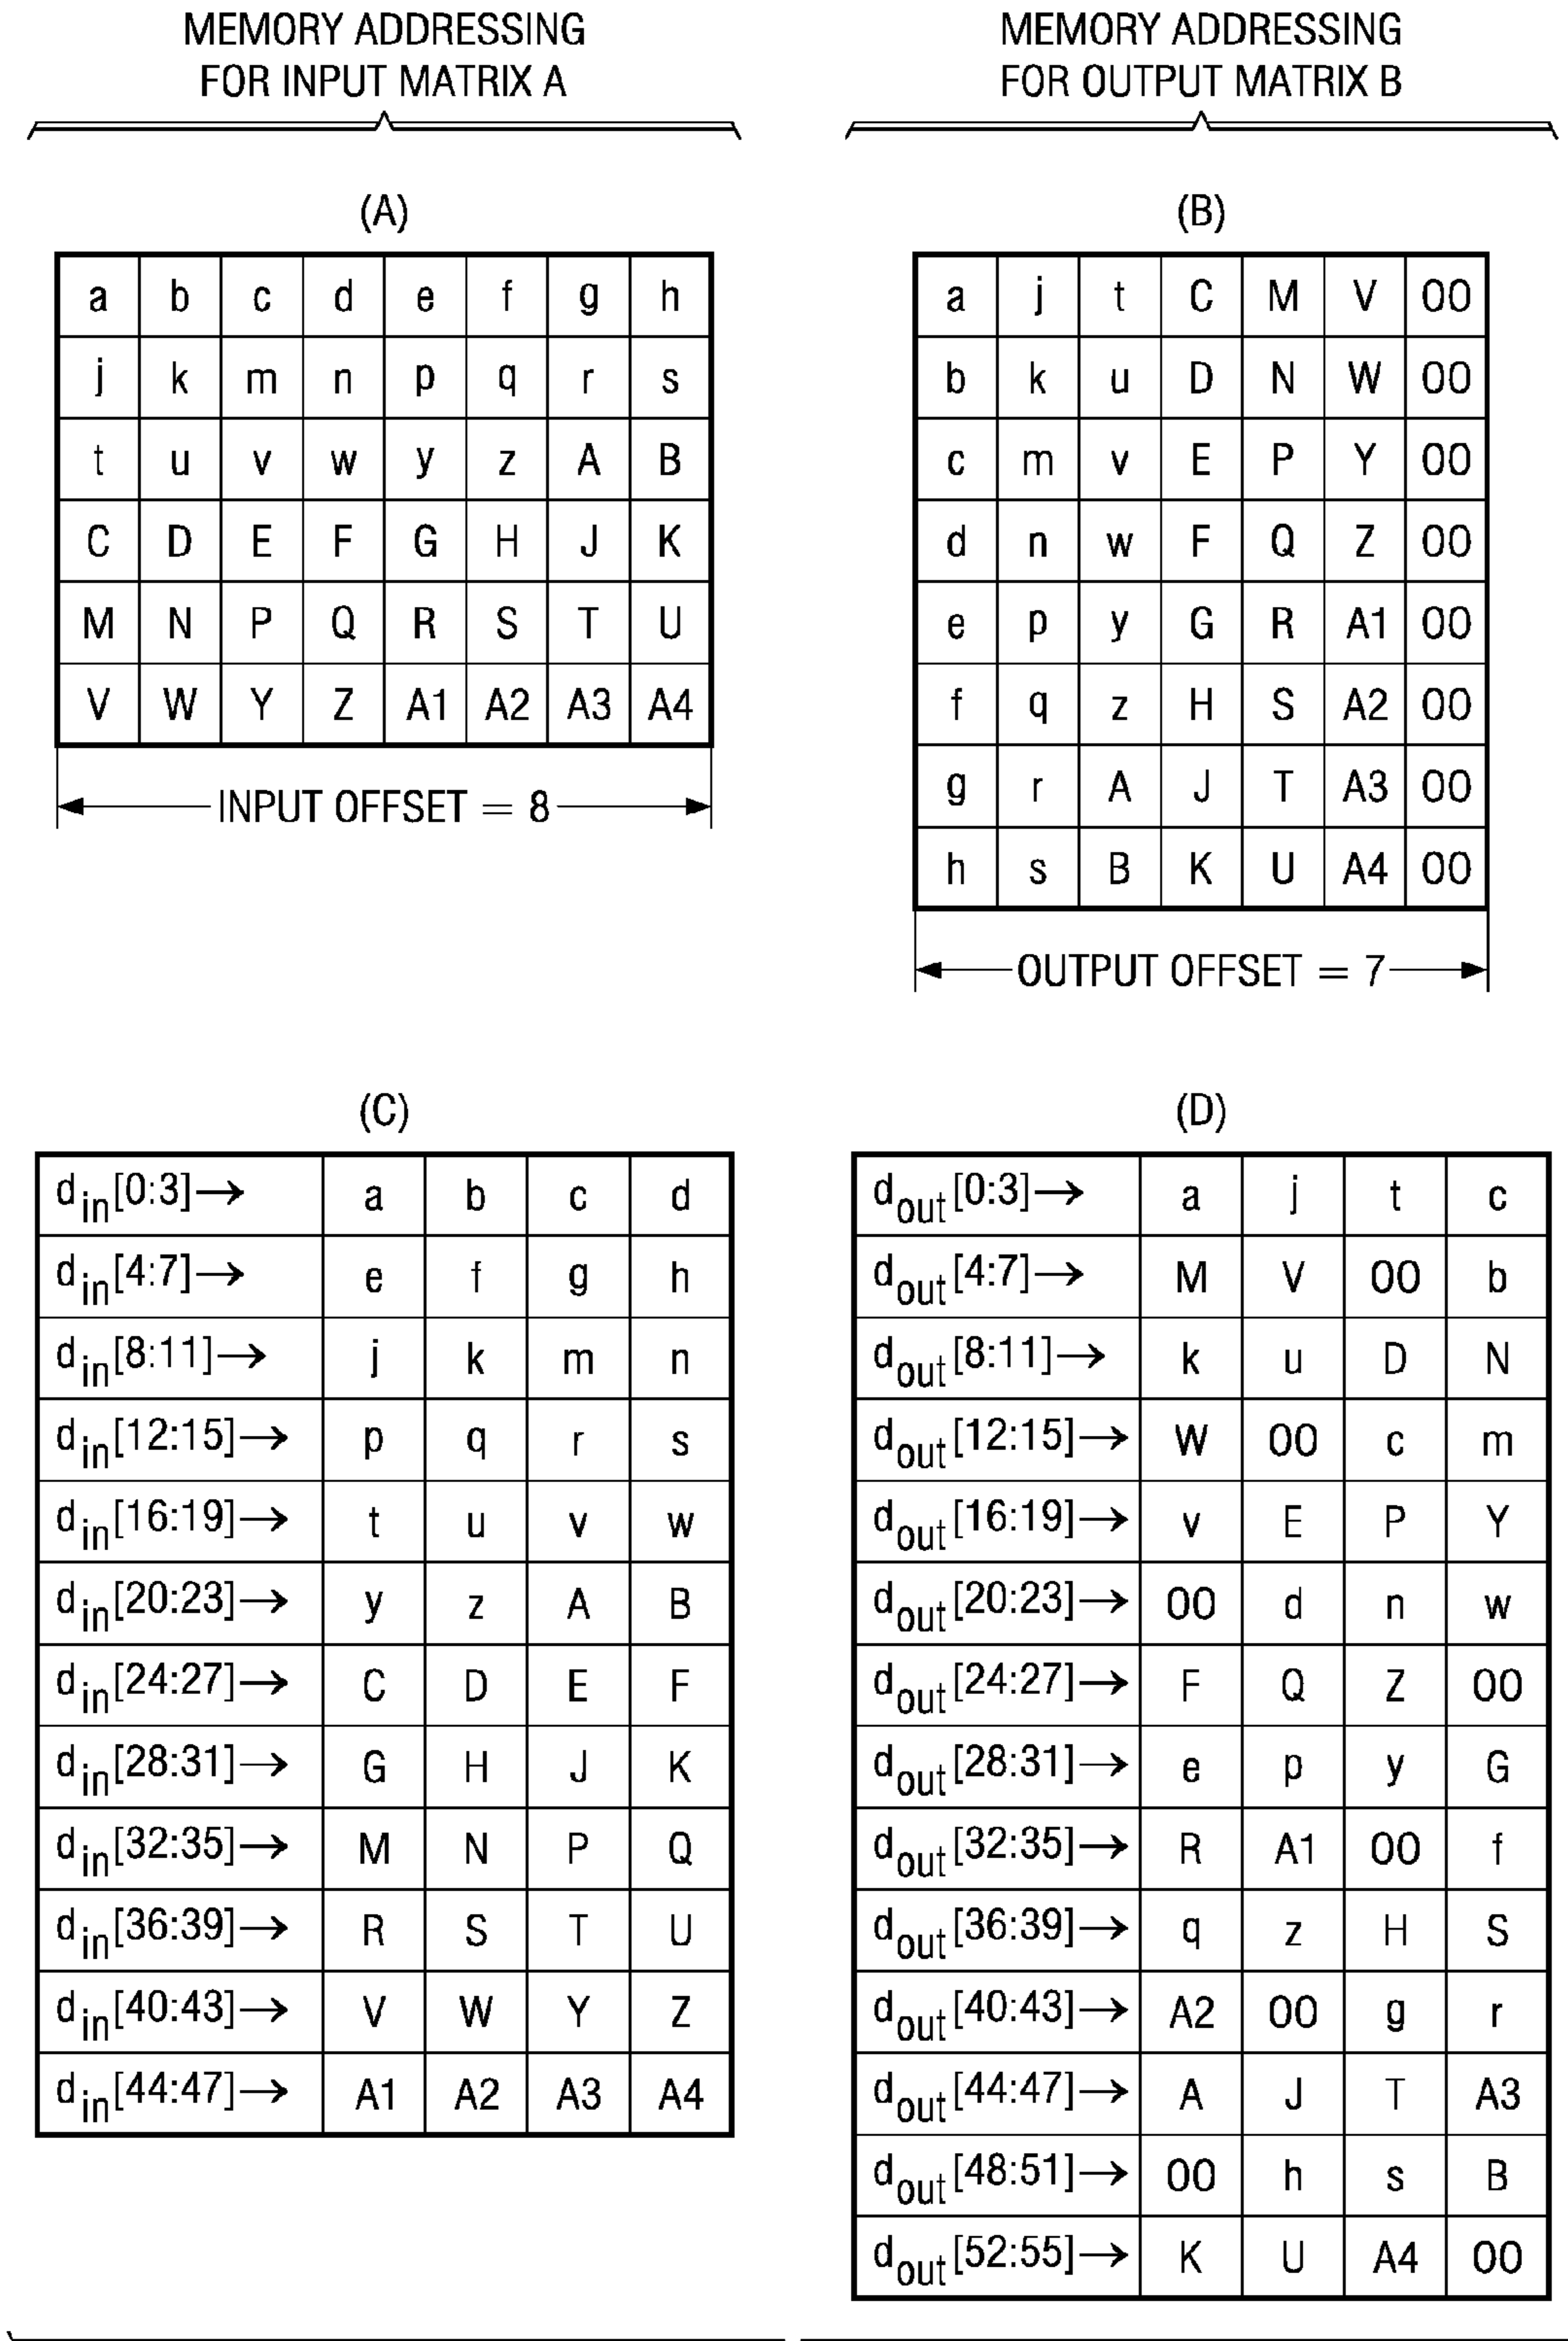 MEMORY ADDRESSING
FOR INPUT MATRIX A
MEMORY ADDRESSING
FOR OUTPUT MATRIX B
(A)
a b c d e f g h
j k m n p q r s
t u v w y z A B
C D E F G H J K
M N P Q R S T U
V W Y Z A1 A2 A3 A4
INPUT OFFSET = 8
(B)
a j t C M V 00
b k u D N W 00
c m v E P Y 00
d n w F Q Z 00
e p y G R A1 00
f q z H S A2 00
g r A J T A3 00
h s B K U A4 00
OUTPUT OFFSET = 7
(C)
din[0:3]→ a b c d
din[4:7]→ e f g h
din[8:11]→ j k m n
din[12:15]→ p q r s
din[16:19]→ t u v w
din[20:23]→ y z A B
din[24:27]→ C D E F
din[28:31]→ G H J K
din[32:35]→ M N P Q
din[36:39]→ R S T U
din[40:43]→ V W Y Z
din[44:47]→ A1 A2 A3 A4
(D)
dout[0:3]→ a j t c
dout[4:7]→ M V 00 b
dout[8:11]→ k u D N
dout[12:15]→ W 00 c m
dout[16:19]→ v E P Y
dout[20:23]→ 00 d n w
dout[24:27]→ F Q Z 00
dout[28:31]→ e p y G
dout[32:35]→ R A1 00 f
dout[36:39]→ q z H S
dout[40:43]→ A2 00 g r
dout[44:47]→ A J T A3
dout[48:51]→ 00 h s B
dout[52:55]→ K U A4 00